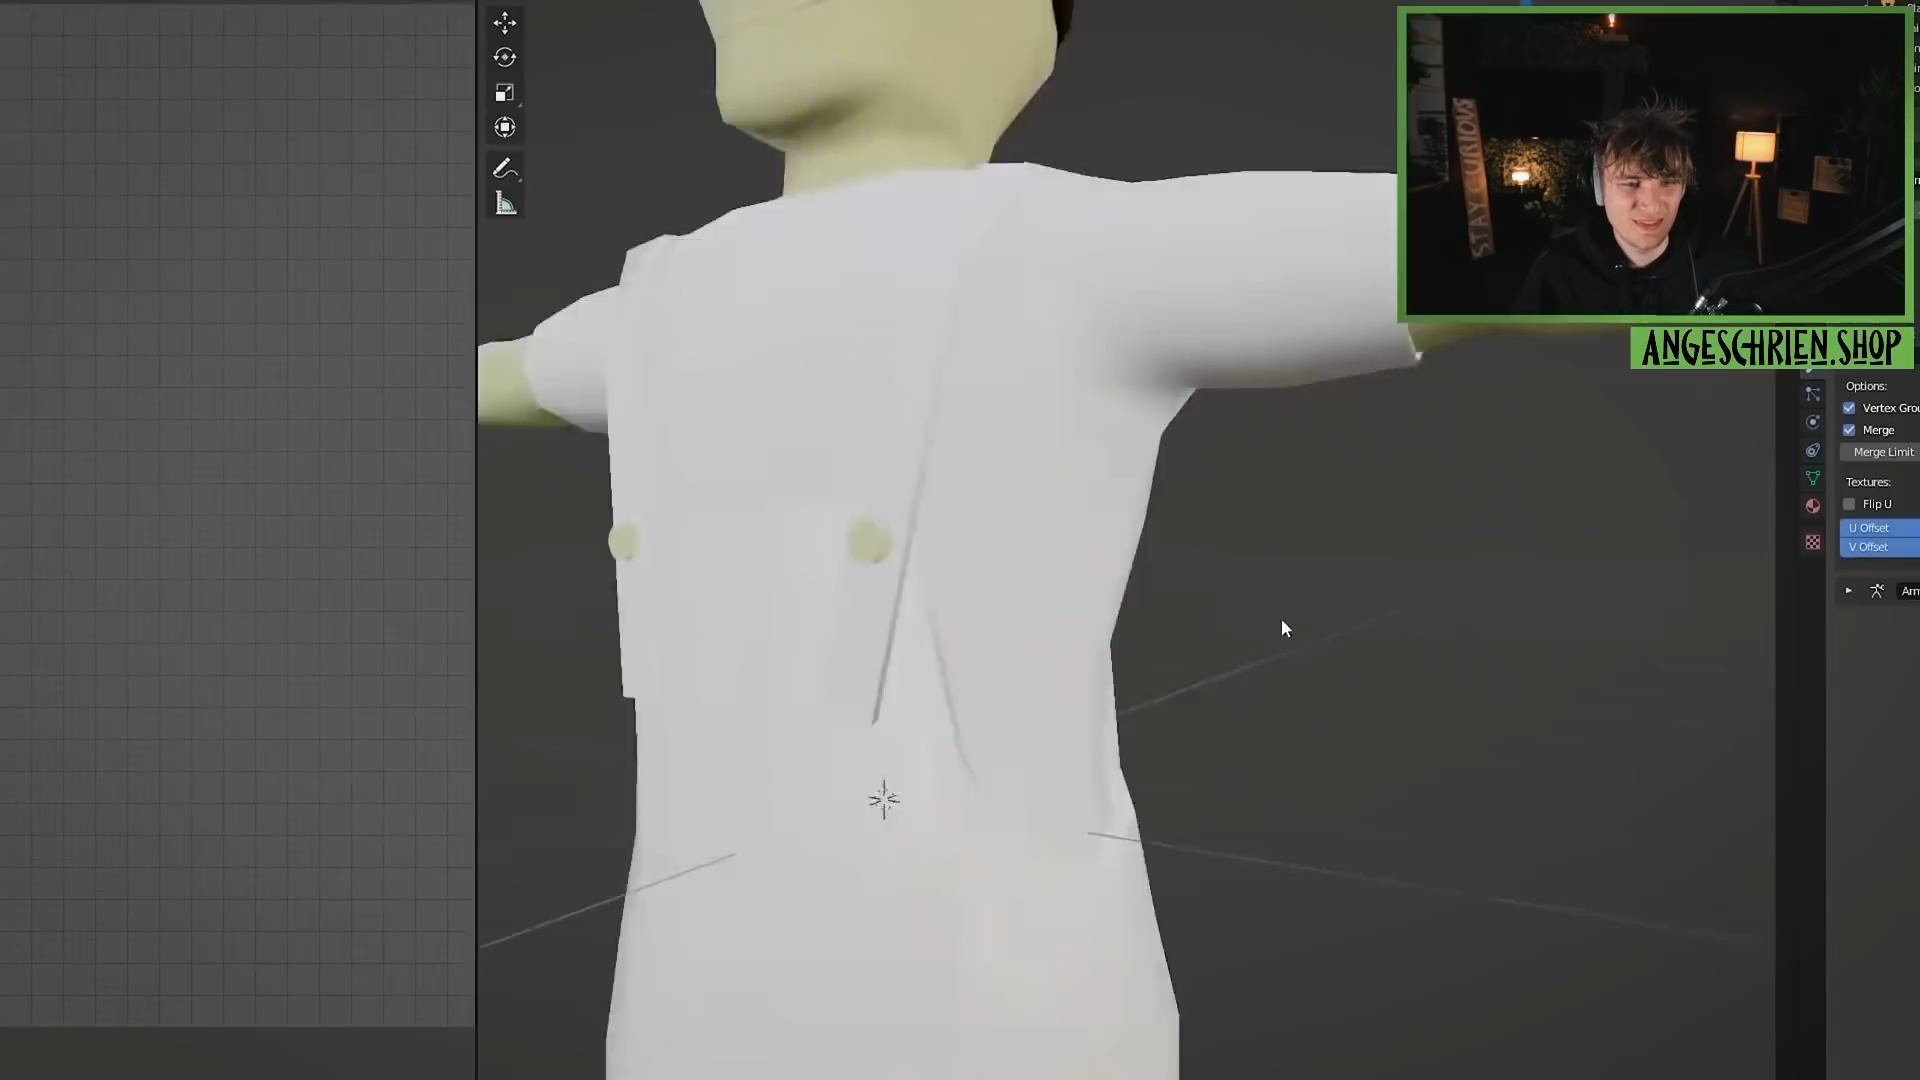 STAY CURIOUS
ANGESCHRIEN.SHOP
Options:
Vertex Grou
Merge
Merge Limit
Textures:
Flip U
U Offset
V Offset
Arm